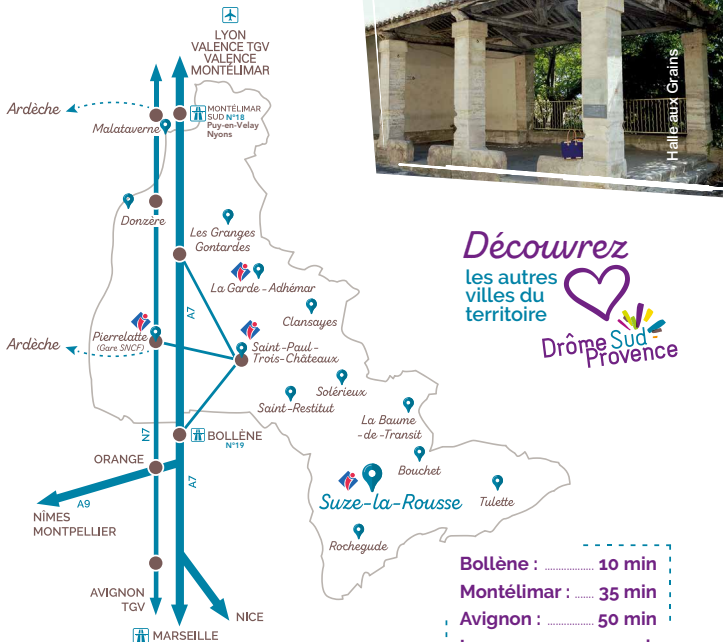 LYON
VALENCE TGV
VALENCE
MONTÉLIMAR
Ardèche
MONTÉLIMAR
SUD N°18
Puy-en-Velay
Nyons
Malataverne
Donzère
Les Granges
Gontardes
La Garde-Adhémar
A7
Clansayes
Ardèche
Pierrelatte
(Gare SNCF)
Saint-Paul-
Trois-Châteaux
Solérieux
Saint-Restitut
La Baume
-de-Transit
N7
BOLLÈNE
N°19
ORANGE
A7
Bouchet
Suze-la-Rousse
Tulette
A9
NÎMES
MONTPELLIER
Rochegude
AVIGNON
TGV
NICE
MARSEILLE
Halle aux Grains
Découvrez
les autres
villes du
territoire
Drôme Sud
Provence
Bollène : 10 min
Montélimar : 35 min
Avignon : 50 min